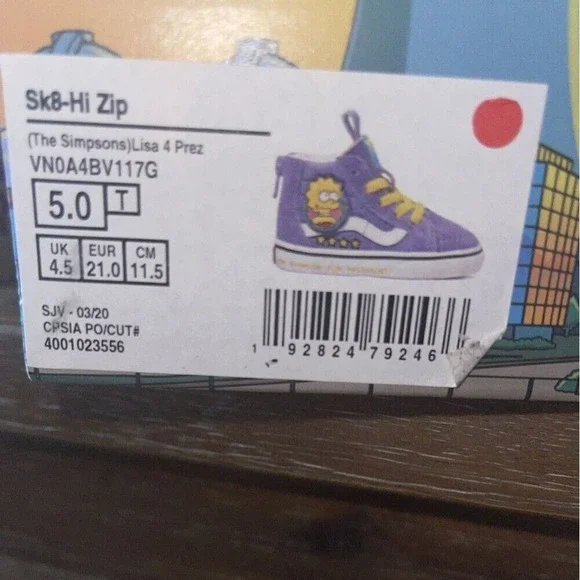 Sk8-Hi Zip
(The Simpsons)Lisa 4 Prez
VN0A4BV117G
5.0 T
UK EUR CM
4.5 21.0 11.5
SJV - 03/20
CPSIA PO/CUT#
4001023556
1 92824 79246